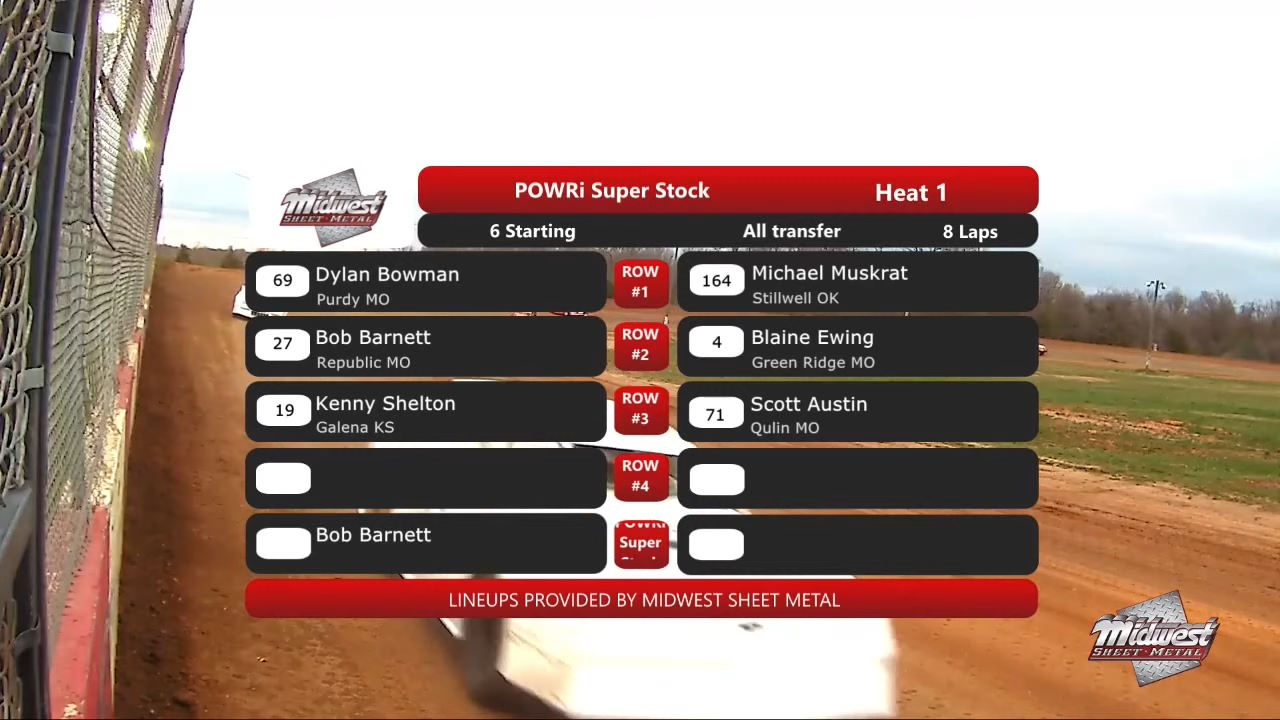 Midwest
SHEET METAL
POWRi Super Stock
Heat 1
6 Starting
All transfer
8 Laps
69
Dylan Bowman
Purdy MO
ROW
#1
164
Michael Muskrat
Stillwell OK
27
Bob Barnett
Republic MO
ROW
#2
4
Blaine Ewing
Green Ridge MO
19
Kenny Shelton
Galena KS
ROW
#3
71
Scott Austin
Qulin MO
ROW
#4
Bob Barnett
POWRi
Super
LINEUPS PROVIDED BY MIDWEST SHEET METAL
Midwest
SHEET METAL